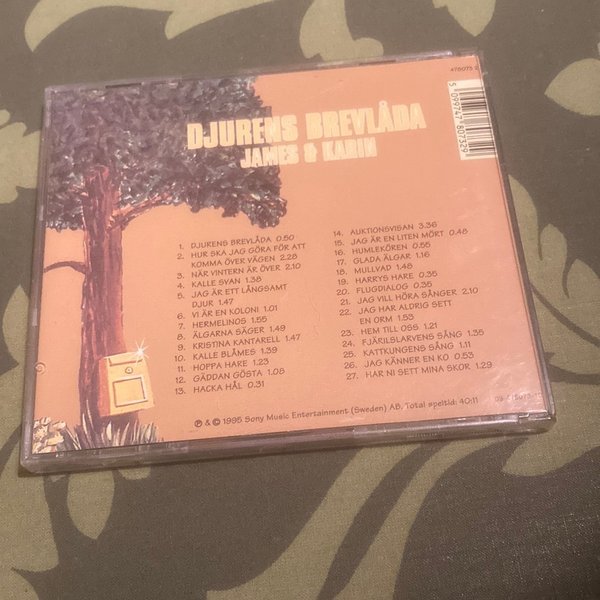 478073 2
5 099747 807329
DJURENS BREVLÅDA
JAMES & KARIN
1. DJURENS BREVLÅDA 0.50
2. HUR SKA JAG GÖRA FÖR ATT
KOMMA ÖVER VÄGEN 2.28
3. NÄR VINTERN ÄR ÖVER 2.10
4. KALLE SVAN 1.38
5. JAG ÄR ETT LÅNGSAMT
DJUR 1.47
6. VI ÄR EN KOLONI 1.01
7. HERMELINOS 1.55
8. ÄLGARNA SÄGER 1.49
9. KRISTINA KANTARELL 1.47
10. KALLE BLÅMES 1.39
11. HOPPA HARE 1.23
12. GÄDDAN GÖSTA 1.08
13. HACKA HÅL 0.31
14. AUKTIONSVISAN 3.36
15. JAG ÄR EN LITEN MÖRT 0.48
16. HUMLEKÖREN 0.55
17. GLADA ÄLGAR 1.16
18. MULLVAD 1.48
19. HARRYS HARE 0.35
20. FLUGDIALOG 0.35
21. JAG VILL HÖRA SÅNGER 2.10
22. JAG HAR ALDRIG SETT
EN ORM 1.53
23. HEM TILL OSS 1.21
24. FJÄRILSLARVENS SÅNG 1.35
25. KATTKUNGENS SÅNG 1.11
26. JAG KÄNNER EN KO 0.53
27. HAR NI SETT MINA SKOR 1.29
℗ & © 1995 Sony Music Entertainment (Sweden) AB. Total speltid: 40:11